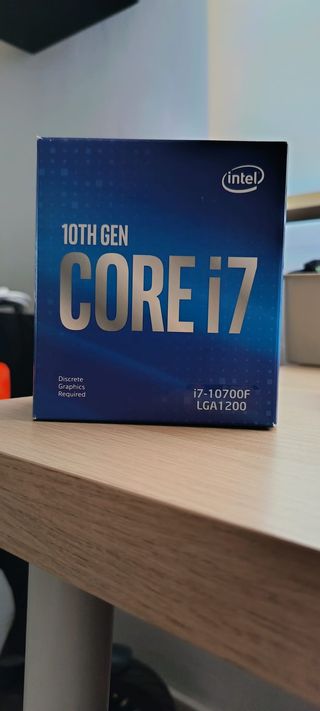 intel
10TH GEN
CORE i7
Discrete
Graphics
Required
i7-10700F
LGA1200